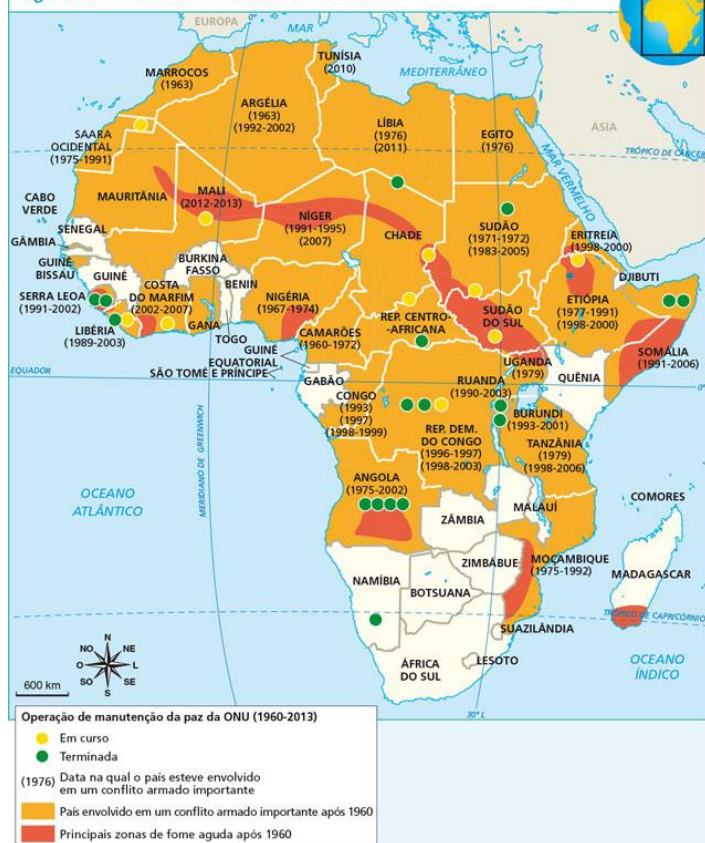 EUROPA
MAR
MEDITERRÂNEO
ÁSIA
TRÓPICO DE CÂNCER
MAR VERMELHO
MARROCOS
(1963)
TUNÍSIA
(2010)
ARGÉLIA
(1963)
(1992-2002)
LÍBIA
(1976)
(2011)
EGITO
(1976)
SAARA
OCIDENTAL
(1975-1991)
CABO
VERDE
MAURITÂNIA
MALI
(2012-2013)
NÍGER
(1991-1995)
(2007)
CHADE
SUDÃO
(1971-1972)
(1983-2005)
ERITREIA
(1998-2000)
SENEGAL
GÂMBIA
GUINÉ
BISSAU
GUINÉ
BURKINA
FASSO
BENIN
DJIBUTI
SERRA LEOA
(1991-2002)
COSTA
DO MARFIM
(2002-2007)
NIGÉRIA
(1967-1974)
ETIÓPIA
(1977-1991)
(1998-2000)
LIBÉRIA
(1989-2003)
GANA
TOGO
CAMARÕES
(1960-1972)
REP. CENTRO-
-AFRICANA
SUDÃO
DO SUL
SOMÁLIA
(1991-2006)
GUINÉ
EQUATORIAL
SÃO TOMÉ E PRÍNCIPE
UGANDA
(1979)
QUÊNIA
EQUADOR
0°
GABÃO
CONGO
(1993)
(1997)
(1998-1999)
RUANDA
(1990-2003)
BURUNDI
(1993-2001)
REP. DEM.
DO CONGO
(1996-1997)
(1998-2003)
TANZÂNIA
(1979)
(1998-2006)
MERIDIANO DE GREENWICH
OCEANO
ATLÂNTICO
ANGOLA
(1975-2002)
COMORES
MALAUÍ
ZÂMBIA
MOÇAMBIQUE
(1975-1992)
ZIMBÁBUE
MADAGASCAR
NAMÍBIA
BOTSUANA
TRÓPICO DE CAPRICÓRNIO
SUAZILÂNDIA
LESOTO
ÁFRICA
DO SUL
OCEANO
ÍNDICO
N
NO
NE
O
L
SO
SE
S
600 km
30° L
Operação de manutenção da paz da ONU (1960-2013)
Em curso
Terminada
(1976) Data na qual o país esteve envolvido
em um conflito armado importante
País envolvido em um conflito armado importante após 1960
Principais zonas de fome aguda após 1960